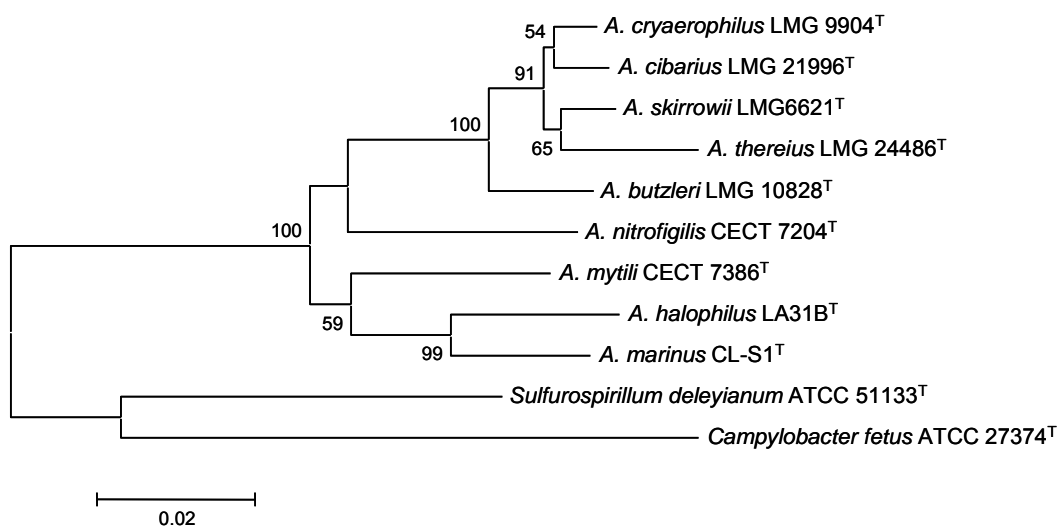 54
A. cryaerophilus LMG 9904ᵀ
A. cibarius LMG 21996ᵀ
91
A. skirrowii LMG6621ᵀ
100
65
A. thereius LMG 24486ᵀ
A. butzleri LMG 10828ᵀ
100
A. nitrofigilis CECT 7204ᵀ
A. mytili CECT 7386ᵀ
A. halophilus LA31Bᵀ
59
99
A. marinus CL-S1ᵀ
Sulfurospirillum deleyianum ATCC 51133ᵀ
Campylobacter fetus ATCC 27374ᵀ
0.02